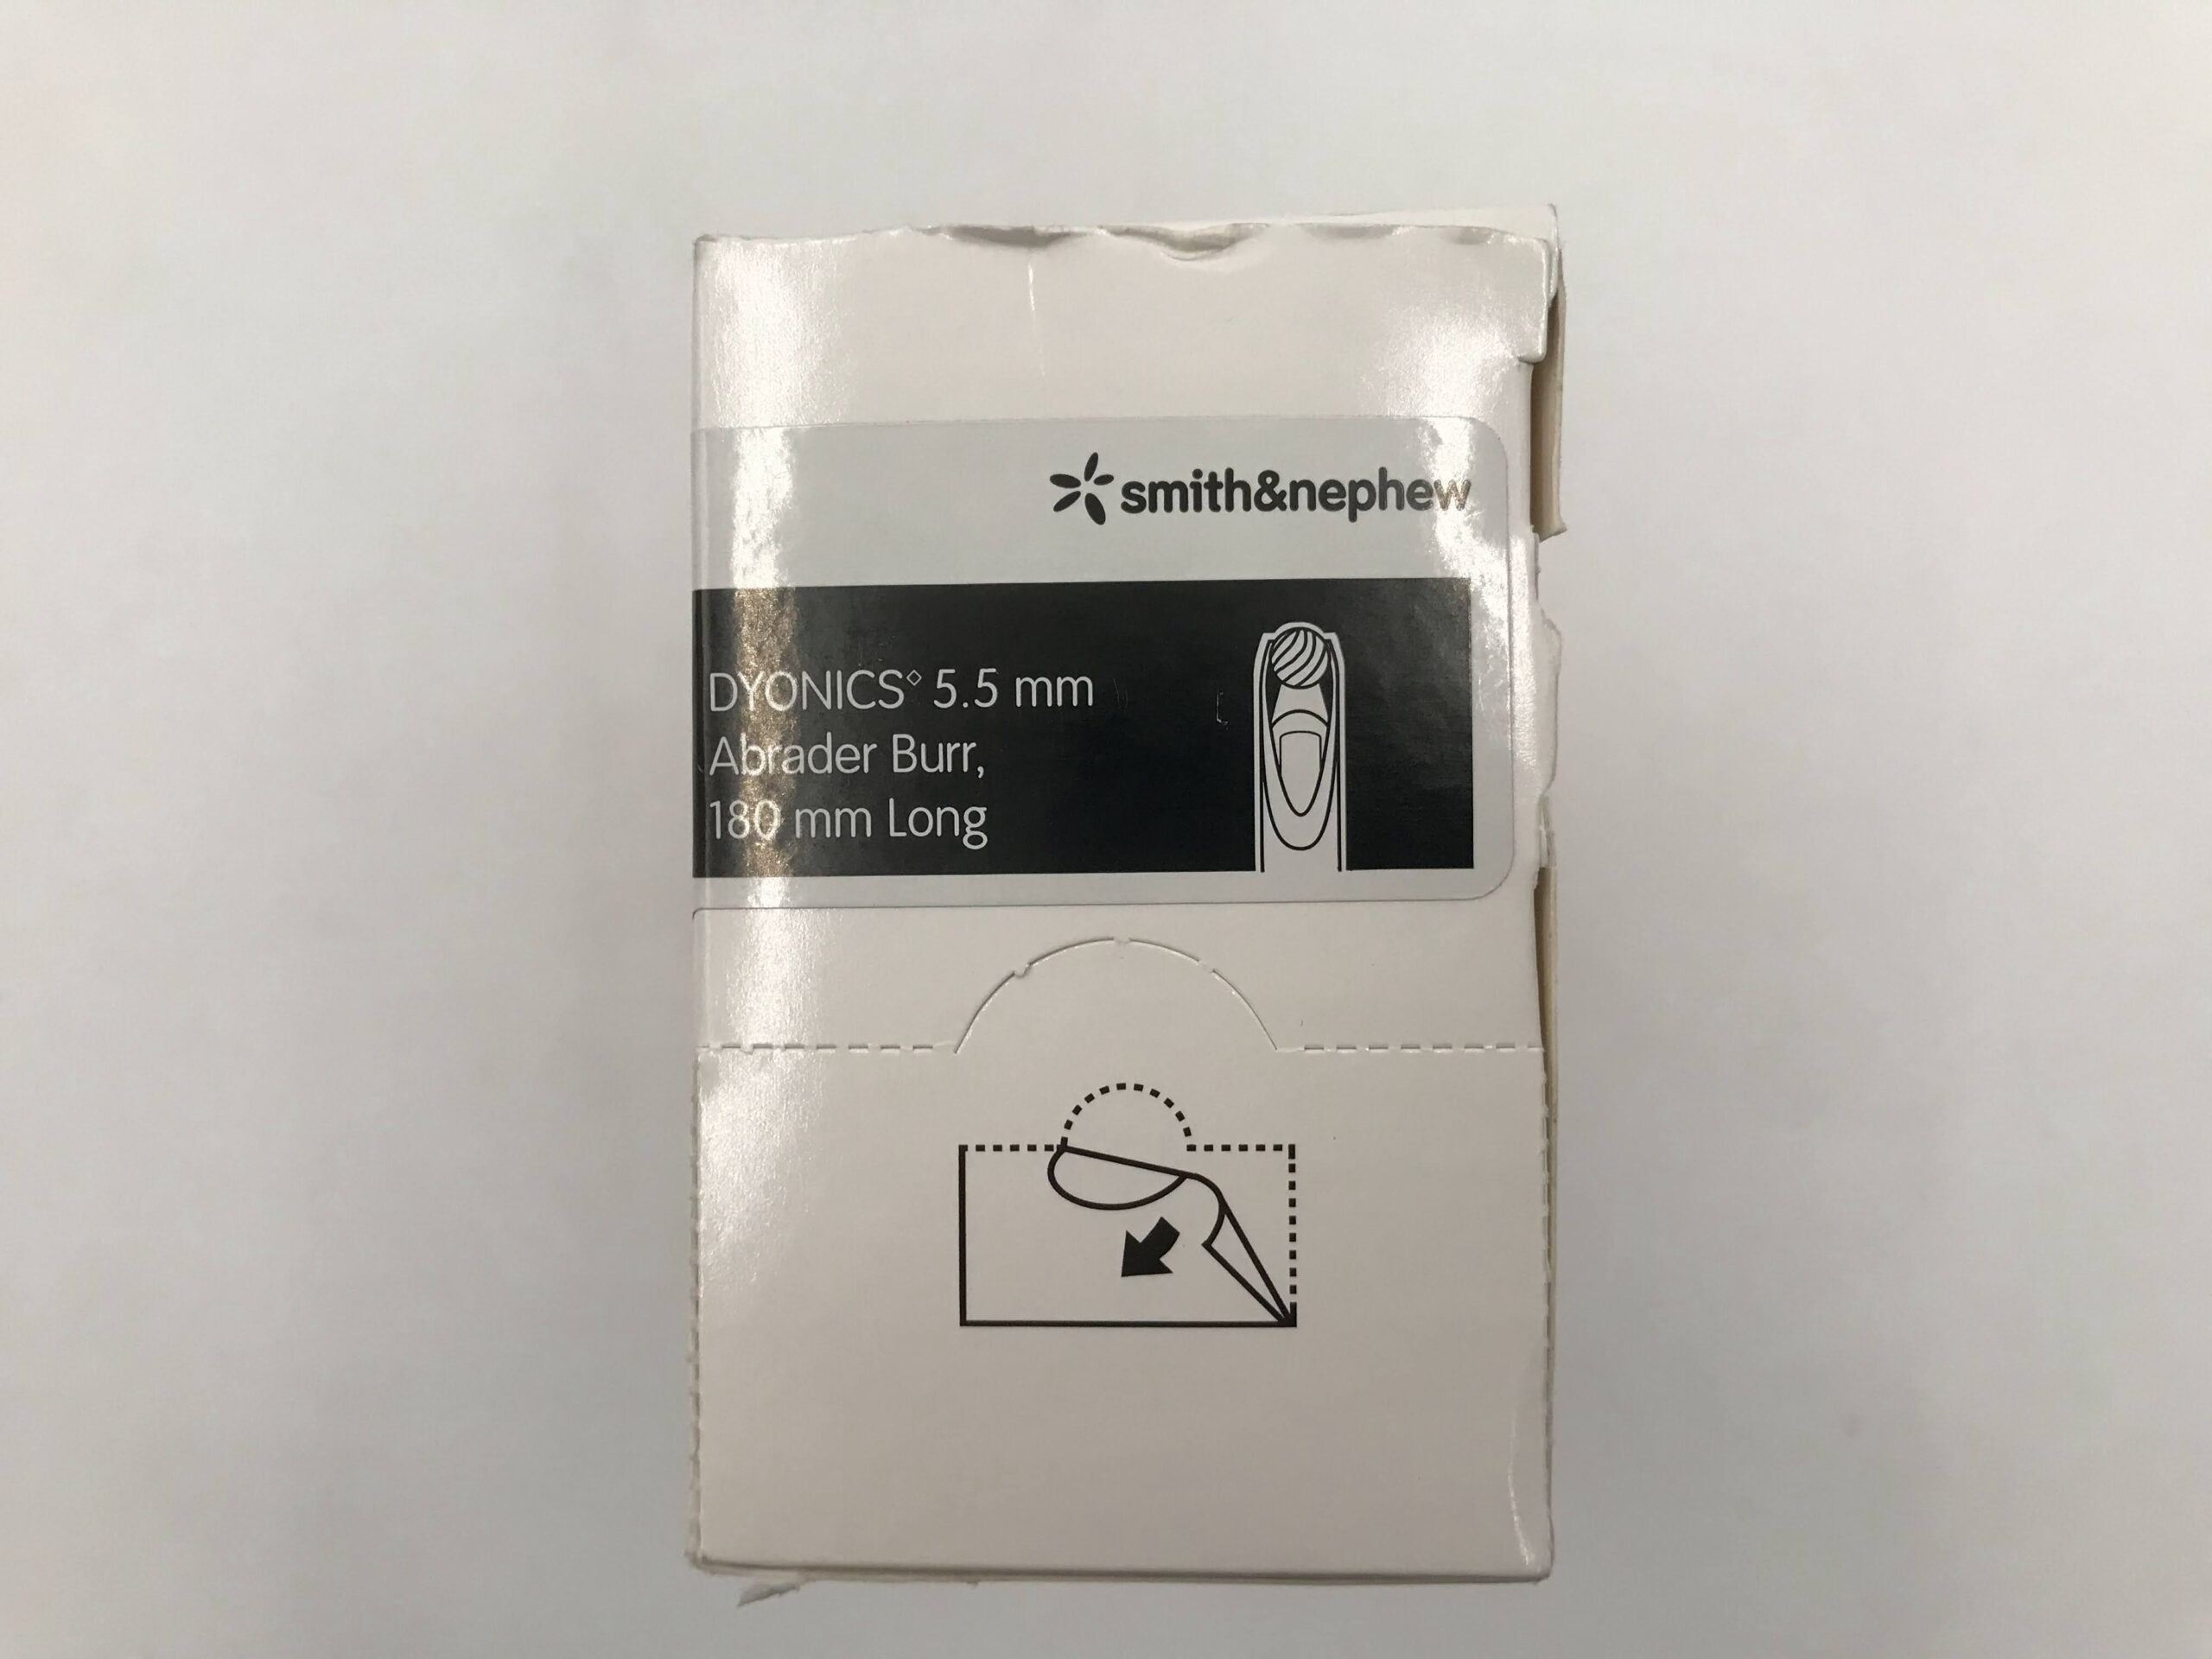 smith&nephew
DYONICS◊ 5.5 mm
Abrader Burr,
180 mm Long